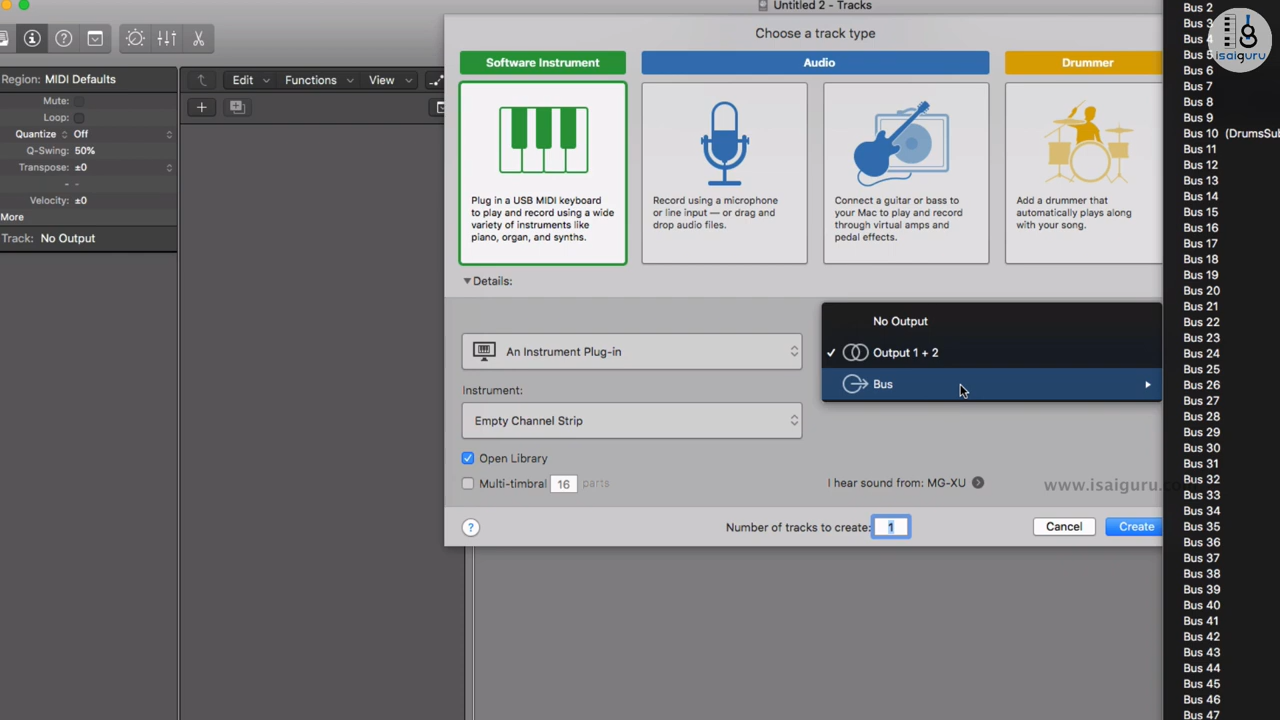 Untitled 2 - Tracks
Region: MIDI Defaults
Mute:
Loop:
Quantize Off
Q-Swing: 50%
Transpose: ±0
- -
Velocity: ±0
More
Track: No Output
Edit
Functions
View
Choose a track type
Software Instrument
Audio
Drummer
Plug in a USB MIDI keyboard
to play and record using a wide
variety of instruments like
piano, organ, and synths.
Record using a microphone
or line input — or drag and
drop audio files.
Connect a guitar or bass to
your Mac to play and record
through virtual amps and
pedal effects.
Add a drummer that
automatically plays along
with your song.
Details:
An Instrument Plug-in
Instrument:
Empty Channel Strip
Open Library
Multi-timbral 16 parts
No Output
✓ Output 1 + 2
Bus
I hear sound from: MG-XU
www.isaiguru.
? Number of tracks to create: 1
Cancel
Create
Bus 2
Bus 3
Bus 4
Bus 5
Bus 6
Bus 7
Bus 8
Bus 9
Bus 10 (DrumsSu
Bus 11
Bus 12
Bus 13
Bus 14
Bus 15
Bus 16
Bus 17
Bus 18
Bus 19
Bus 20
Bus 21
Bus 22
Bus 23
Bus 24
Bus 25
Bus 26
Bus 27
Bus 28
Bus 29
Bus 30
Bus 31
Bus 32
Bus 33
Bus 34
Bus 35
Bus 36
Bus 37
Bus 38
Bus 39
Bus 40
Bus 41
Bus 42
Bus 43
Bus 44
Bus 45
Bus 46
Bus 47
isaiguru